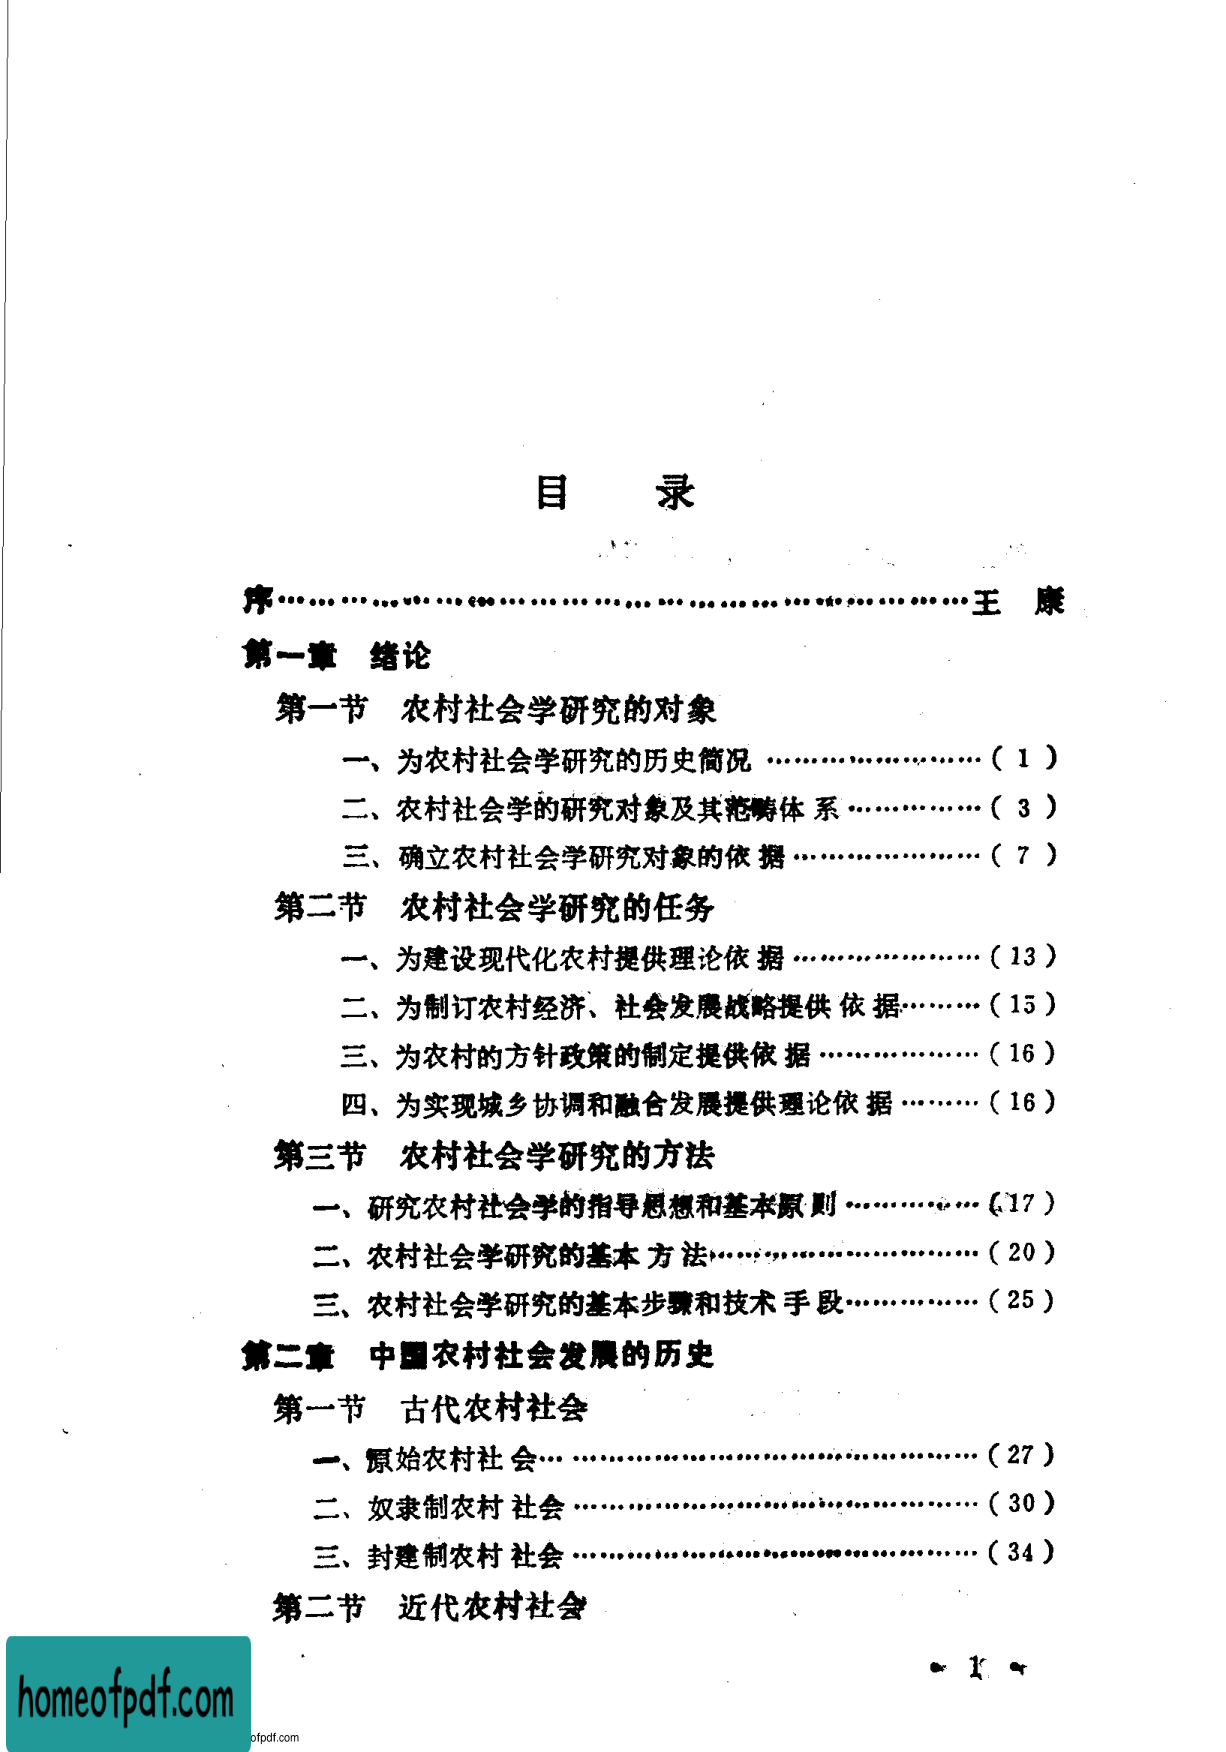 目 录
序……………………………………………………………王 康
第一章 绪论
第一节 农村社会学研究的对象
一、为农村社会学研究的历史简况 ……………………( 1 )
二、农村社会学的研究对象及其范畴体系……………( 3 )
三、确立农村社会学研究对象的依据…………………( 7 )
第二节 农村社会学研究的任务
一、为建设现代化农村提供理论依据…………………(13)
二、为制订农村经济、社会发展战略提供依据………(15)
三、为农村的方针政策的制定提供依据………………(16)
四、为实现城乡协调和融合发展提供理论依据………(16)
第三节 农村社会学研究的方法
一、研究农村社会学的指导思想和基本原则…………(17)
二、农村社会学研究的基本方法………………………(20)
三、农村社会学研究的基本步骤和技术手段…………(25)
第二章 中国农村社会发展的历史
第一节 古代农村社会
一、原始农村社会………………………………………(27)
二、奴隶制农村社会……………………………………(30)
三、封建制农村社会……………………………………(34)
第二节 近代农村社会
• 1 •
homeofpdf.com
ofpdf.com